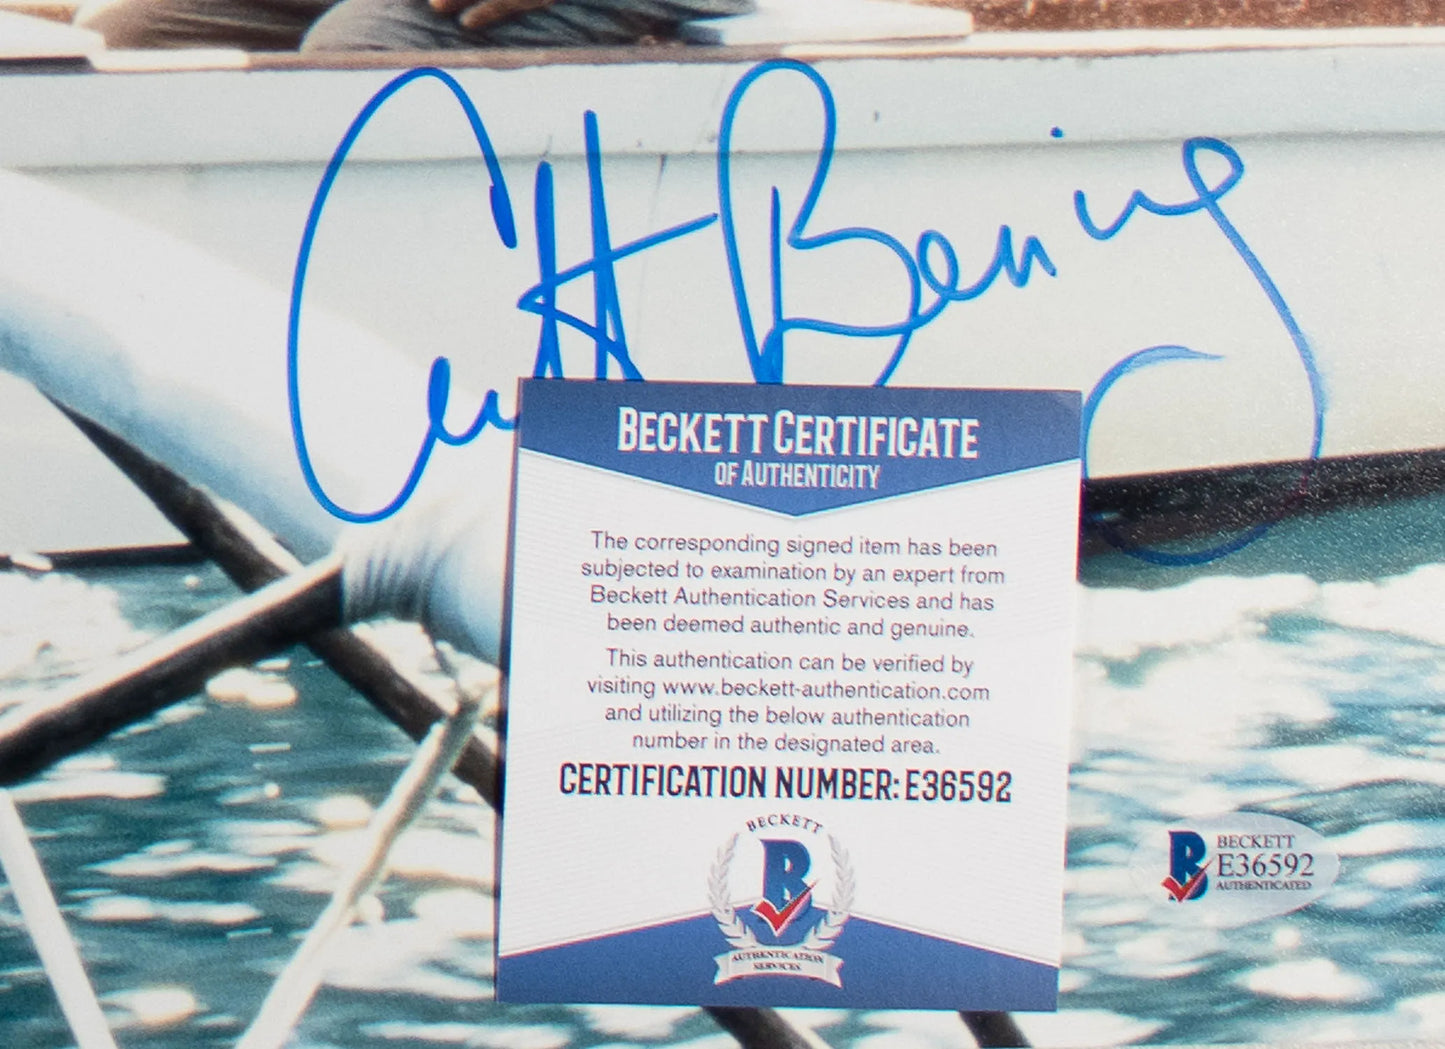 BECKETT CERTIFICATE
OF AUTHENTICITY
The corresponding signed item has been
subjected to examination by an expert from
Beckett Authentication Services and has
been deemed authentic and genuine.
This authentication can be verified by
visiting www.beckett-authentication.com
and utilizing the below authentication
number in the designated area.
CERTIFICATION NUMBER: E36592
BECKETT
B
AUTHENTICATION
SERVICES
B
BECKETT
E36592
AUTHENTICATED